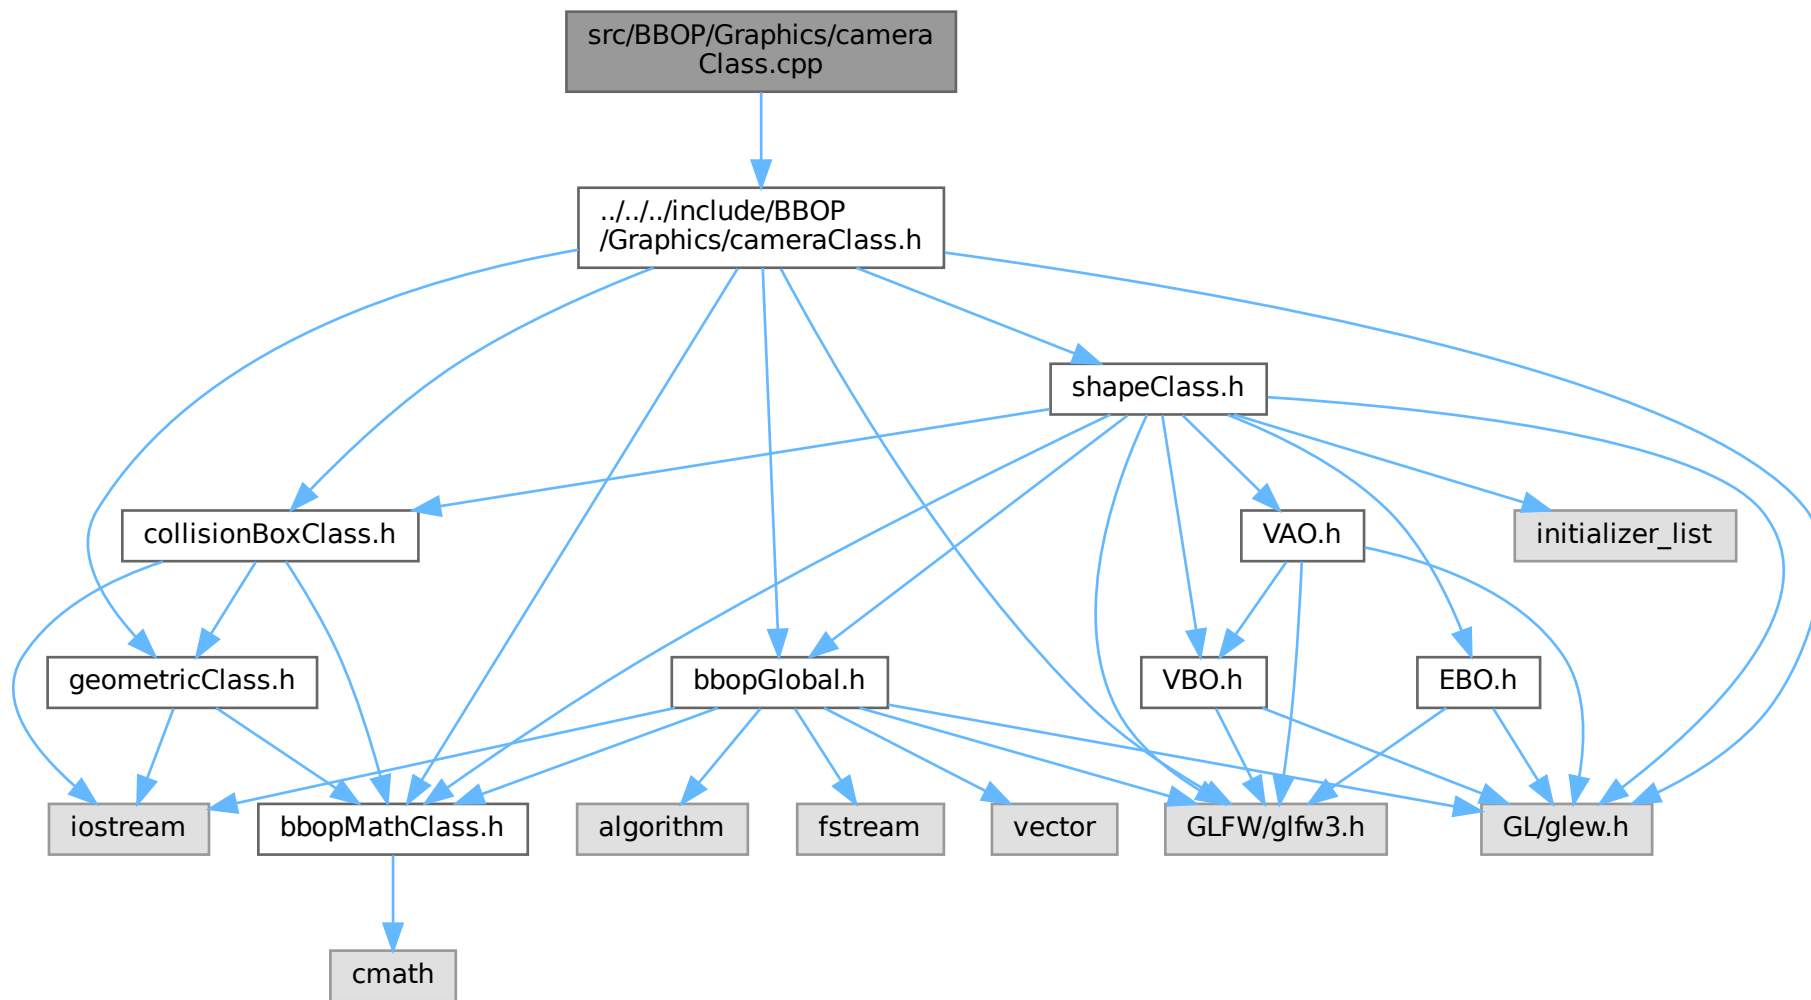 src/BBOP/Graphics/camera
Class.cpp
../../../include/BBOP
/Graphics/cameraClass.h
shapeClass.h
collisionBoxClass.h
VAO.h
initializer_list
geometricClass.h
bbopGlobal.h
VBO.h
EBO.h
iostream
bbopMathClass.h
algorithm
fstream
vector
GLFW/glfw3.h
GL/glew.h
cmath